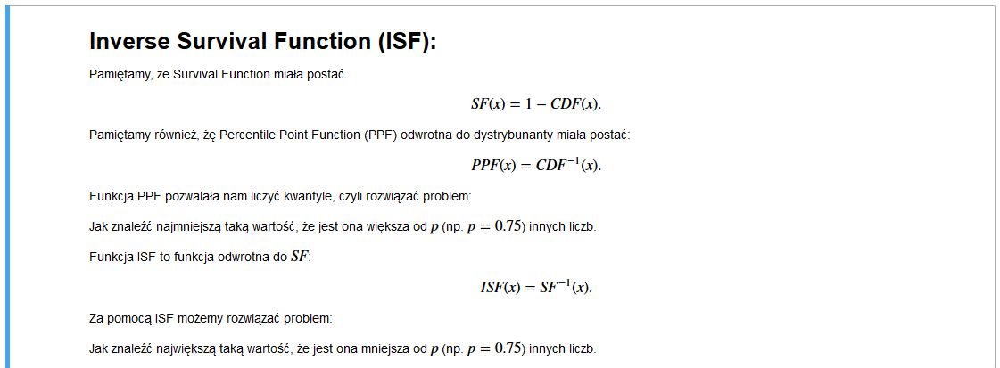 Inverse Survival Function (ISF):
Pamiętamy, że Survival Function miała postać
SF(x) = 1 − CDF(x).
Pamiętamy również, żę Percentile Point Function (PPF) odwrotna do dystrybunanty miała postać:
PPF(x) = CDF⁻¹(x).
Funkcja PPF pozwalała nam liczyć kwantyle, czyli rozwiązać problem:
Jak znaleźć najmniejszą taką wartość, że jest ona większa od p (np. p = 0.75) innych liczb.
Funkcja ISF to funkcja odwrotna do SF:
ISF(x) = SF⁻¹(x).
Za pomocą ISF możemy rozwiązać problem:
Jak znaleźć największą taką wartość, że jest ona mniejsza od p (np. p = 0.75) innych liczb.